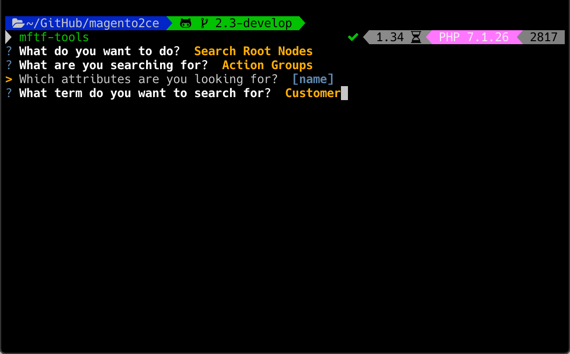 ~/GitHub/magento2ce 2.3-develop
mftf-tools ✔ 1.34 PHP 7.1.26 2817
? What do you want to do? Search Root Nodes
? What are you searching for? Action Groups
> Which attributes are you looking for? [name]
? What term do you want to search for? Customer